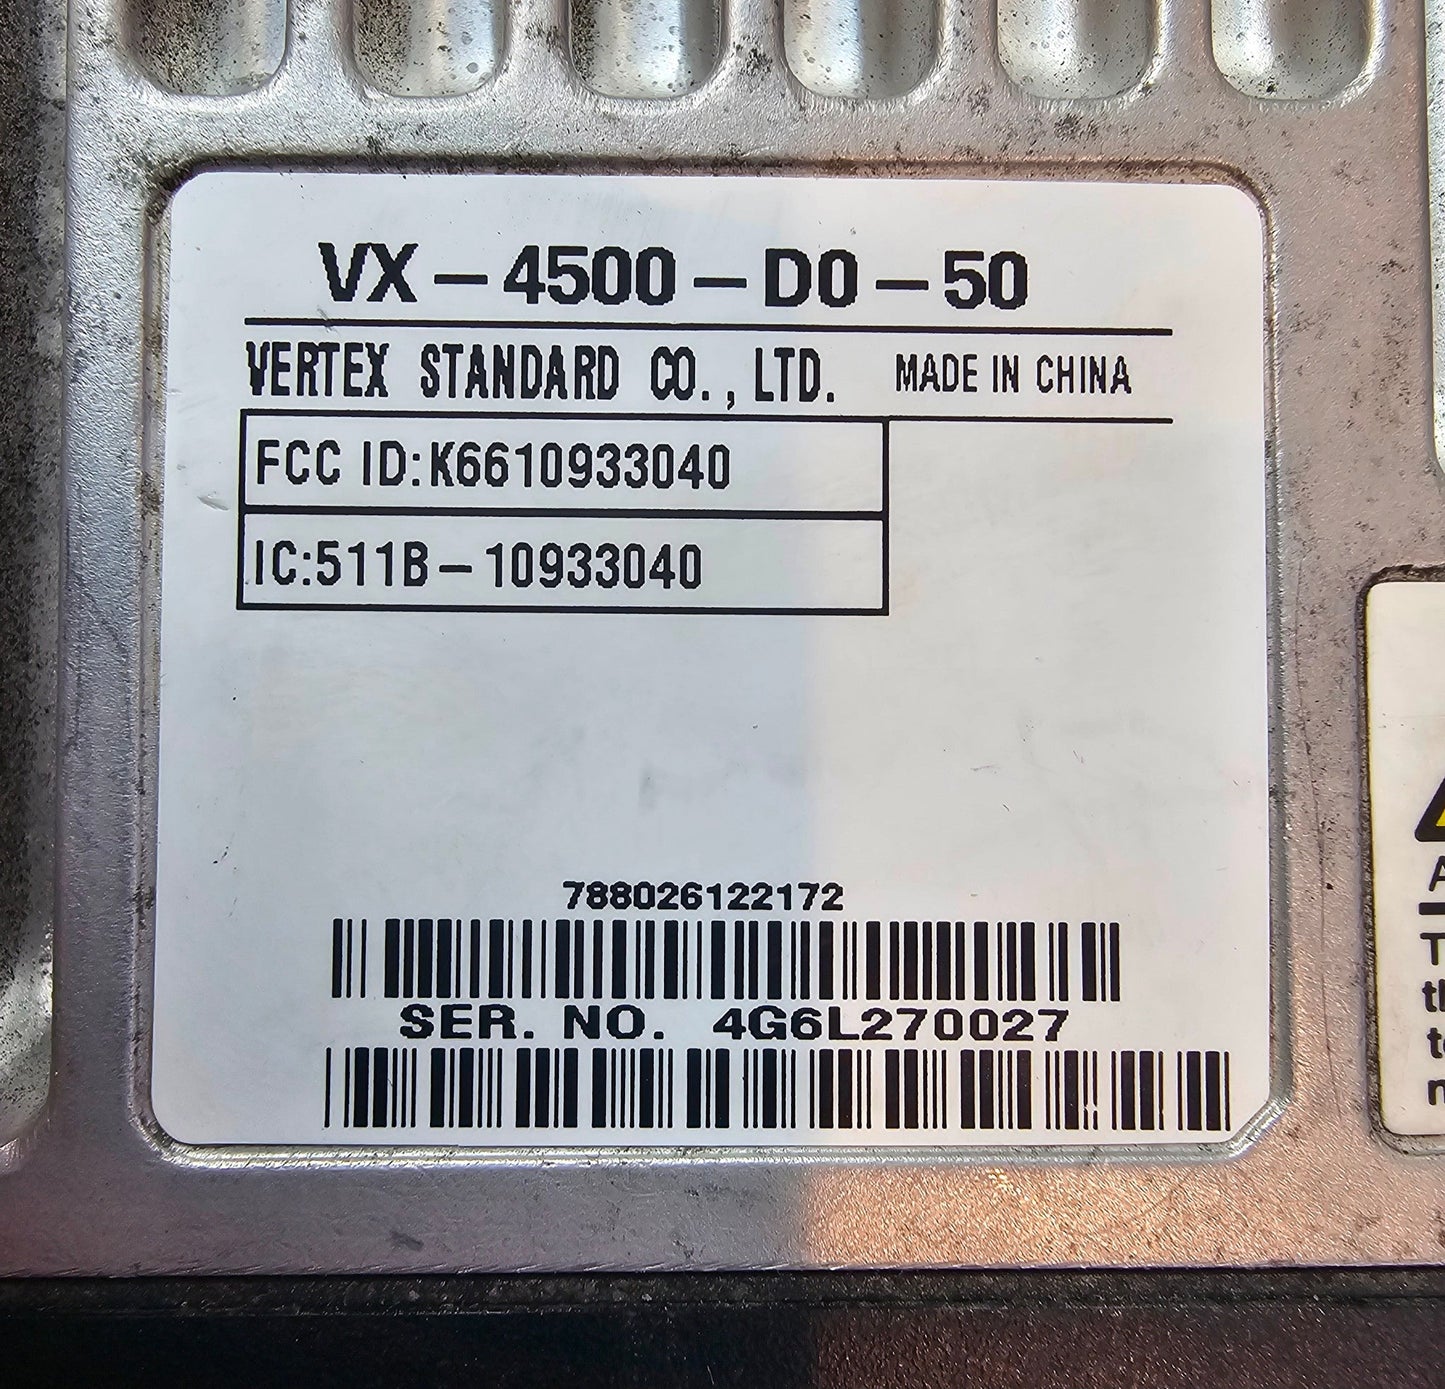 VX-4500-D0-50
VERTEX STANDARD CO., LTD. MADE IN CHINA
FCC ID:K6610933040
IC:511B-10933040
788026122172
SER. NO. 4G6L270027